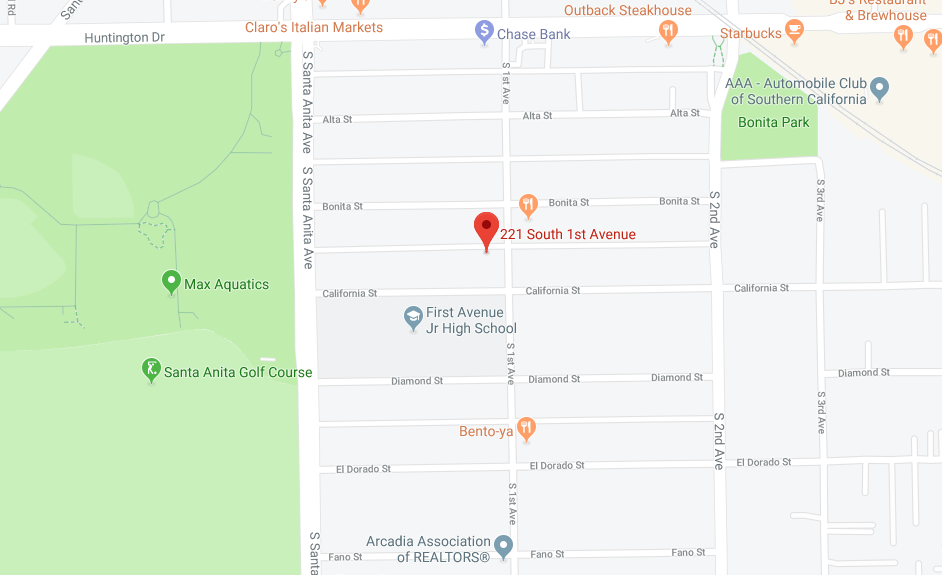 Rd
Santa
BJ's Restaurant
& Brewhouse
Outback Steakhouse
Claro's Italian Markets
Huntington Dr
Chase Bank
Starbucks
S Santa Anita Ave
S 1st Ave
AAA - Automobile Club
of Southern California
Alta St
Alta St
Alta St
Bonita Park
S Santa Anita Ave
S 2nd Ave
S 3rd Ave
Bonita St
Bonita St
Bonita St
221 South 1st Avenue
Max Aquatics
California St
California St
California St
First Avenue
Jr High School
S 1st Ave
Santa Anita Golf Course
Diamond St
Diamond St
Diamond St
Diamond St
S 3rd Ave
S 2nd Ave
Bento-ya
El Dorado St
El Dorado St
El Dorado St
S 1st Ave
S Santa
Arcadia Association
of REALTORS®
Fano St
Fano St
Fano St